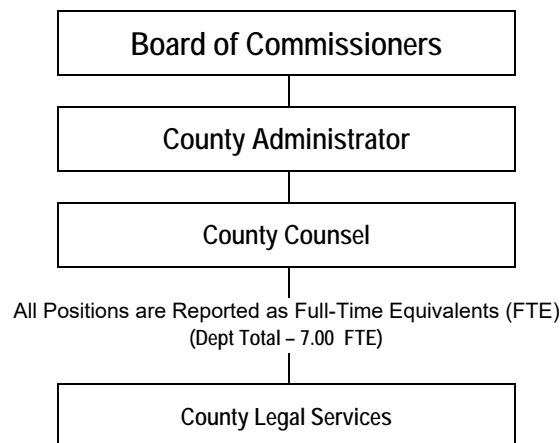 Board of Commissioners
County Administrator
County Counsel
All Positions are Reported as Full-Time Equivalents (FTE)
(Dept Total – 7.00 FTE)
County Legal Services